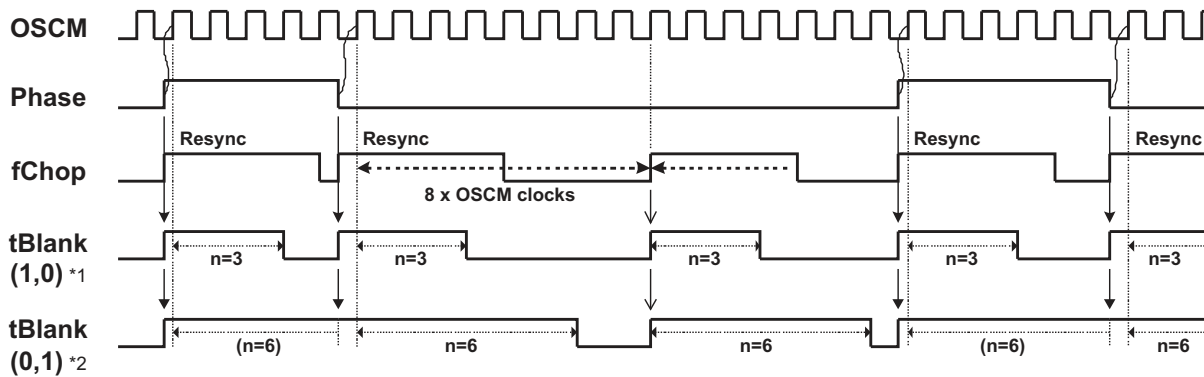 OSCM
Phase
Resync Resync Resync Resync
fChop
8 x OSCM clocks
tBlank
(1,0) *1
n=3 n=3 n=3 n=3 n=3
tBlank
(0,1) *2
(n=6) n=6 n=6 (n=6) n=6